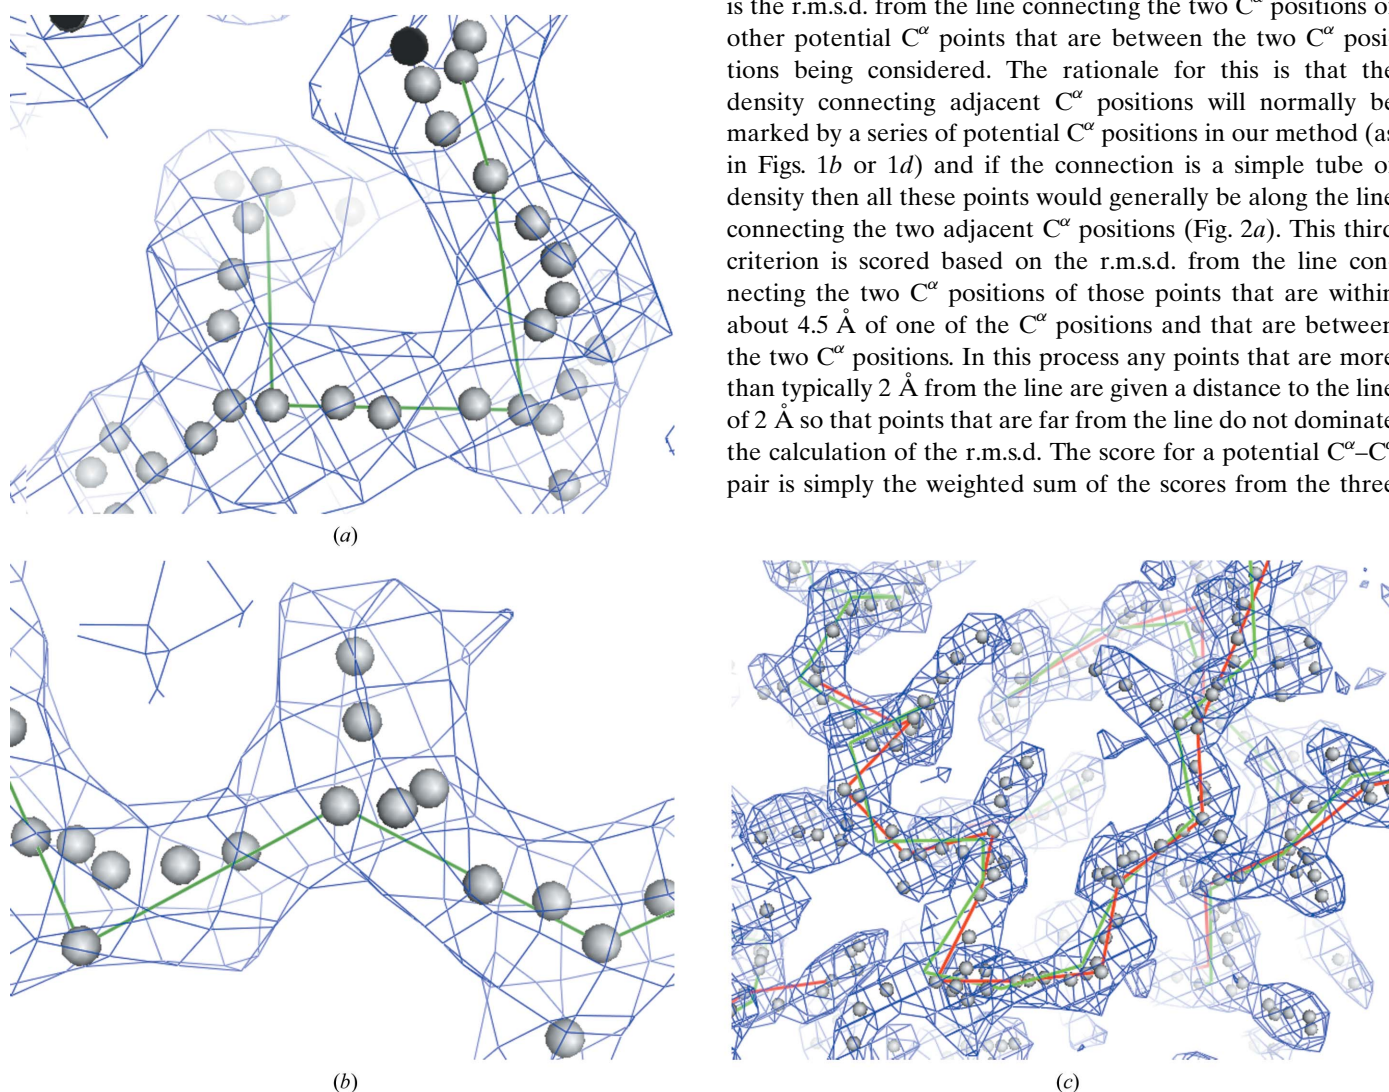 is the r.m.s.d. from the line connecting the two Cα positions of
other potential Cα points that are between the two Cα posi
tions being considered. The rationale for this is that the
density connecting adjacent Cα positions will normally be
marked by a series of potential Cα positions in our method (as
in Figs. 1b or 1d) and if the connection is a simple tube of
density then all these points would generally be along the line
connecting the two adjacent Cα positions (Fig. 2a). This third
criterion is scored based on the r.m.s.d. from the line con
necting the two Cα positions of those points that are within
about 4.5 Å of one of the Cα positions and that are between
the two Cα positions. In this process any points that are more
than typically 2 Å from the line are given a distance to the line
of 2 Å so that points that are far from the line do not dominate
the calculation of the r.m.s.d. The score for a potential Cα–Cα
pair is simply the weighted sum of the scores from the three
(a)
(b)
(c)